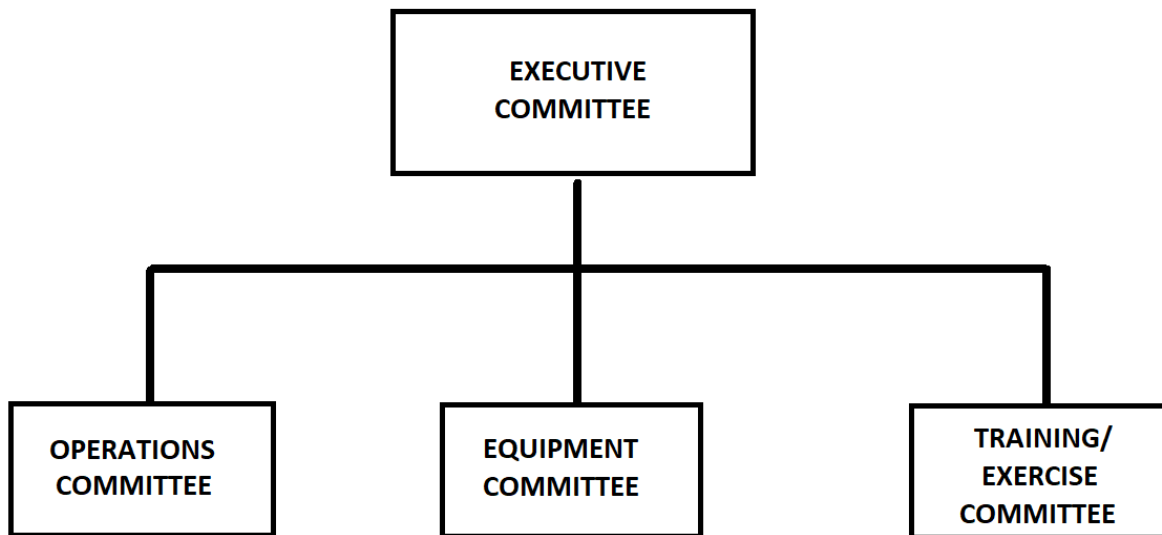 EXECUTIVE
COMMITTEE
OPERATIONS
COMMITTEE
EQUIPMENT
COMMITTEE
TRAINING/
EXERCISE
COMMITTEE